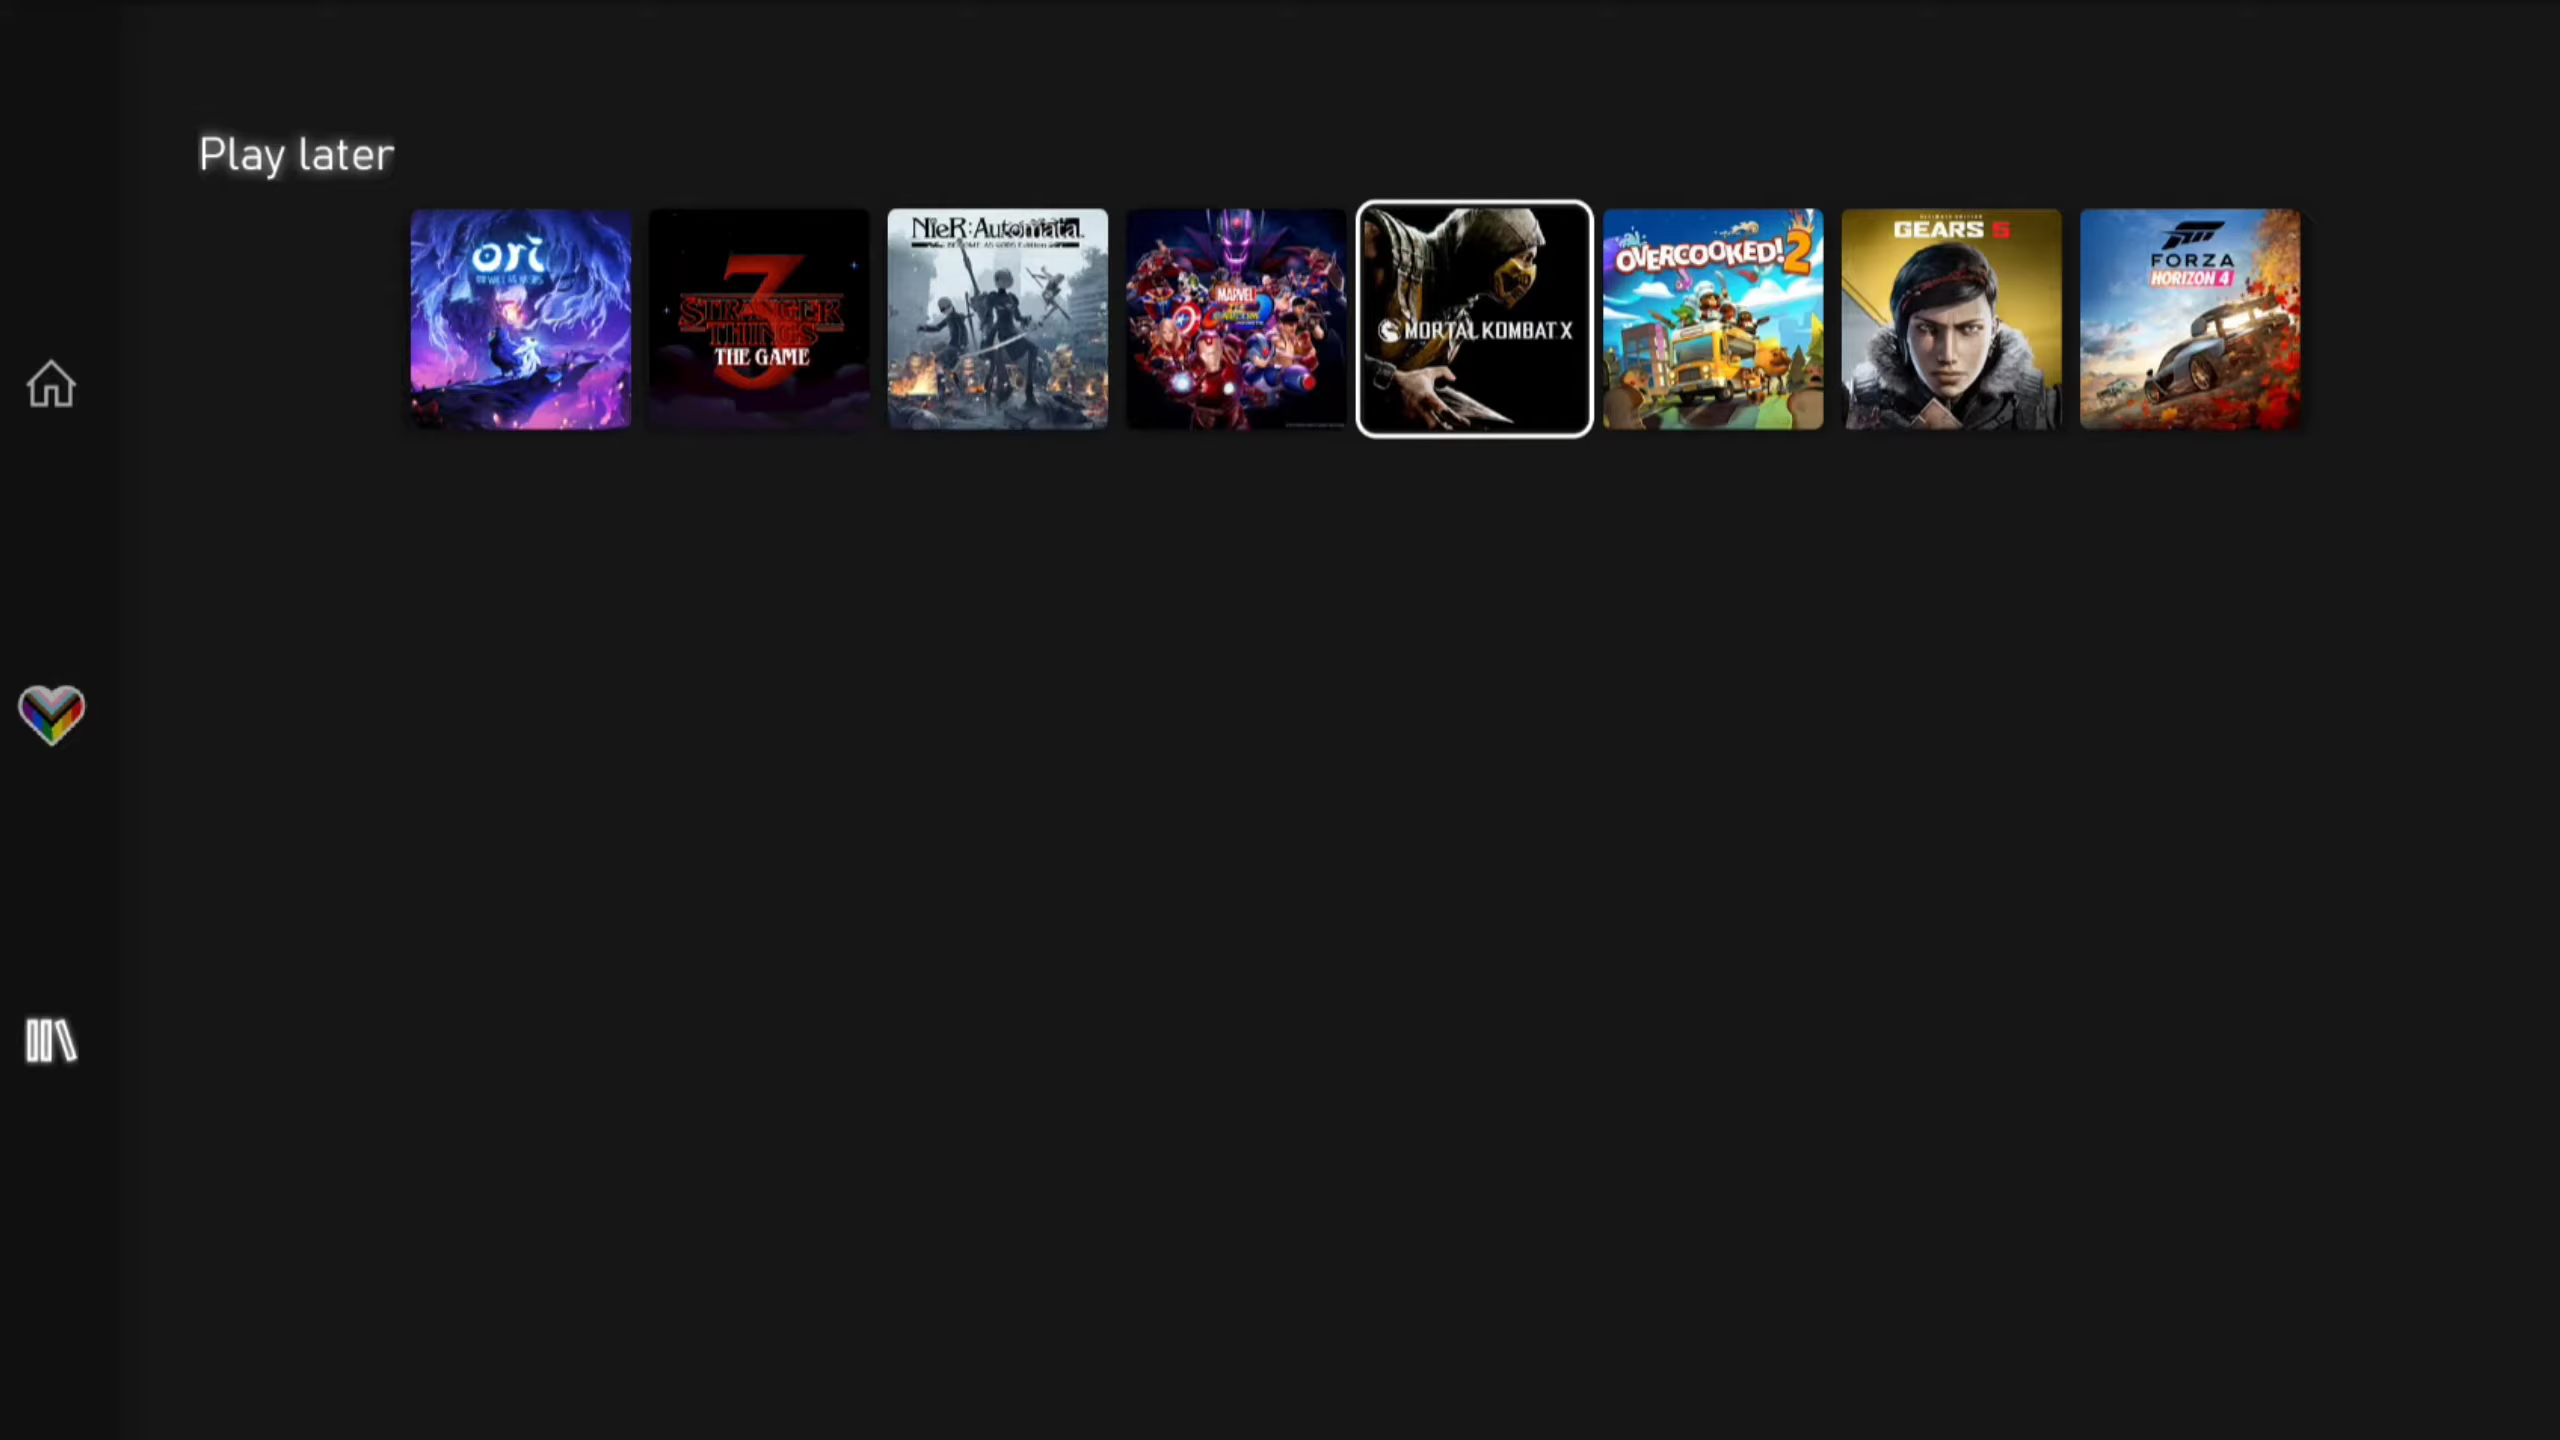 Play later
ori
3
STRANGER
THINGS
THE GAME
NieR:Automata
MARVEL
MORTAL KOMBAT X
OVERCOOKED! 2
GEARS 5
FORZA
HORIZON 4